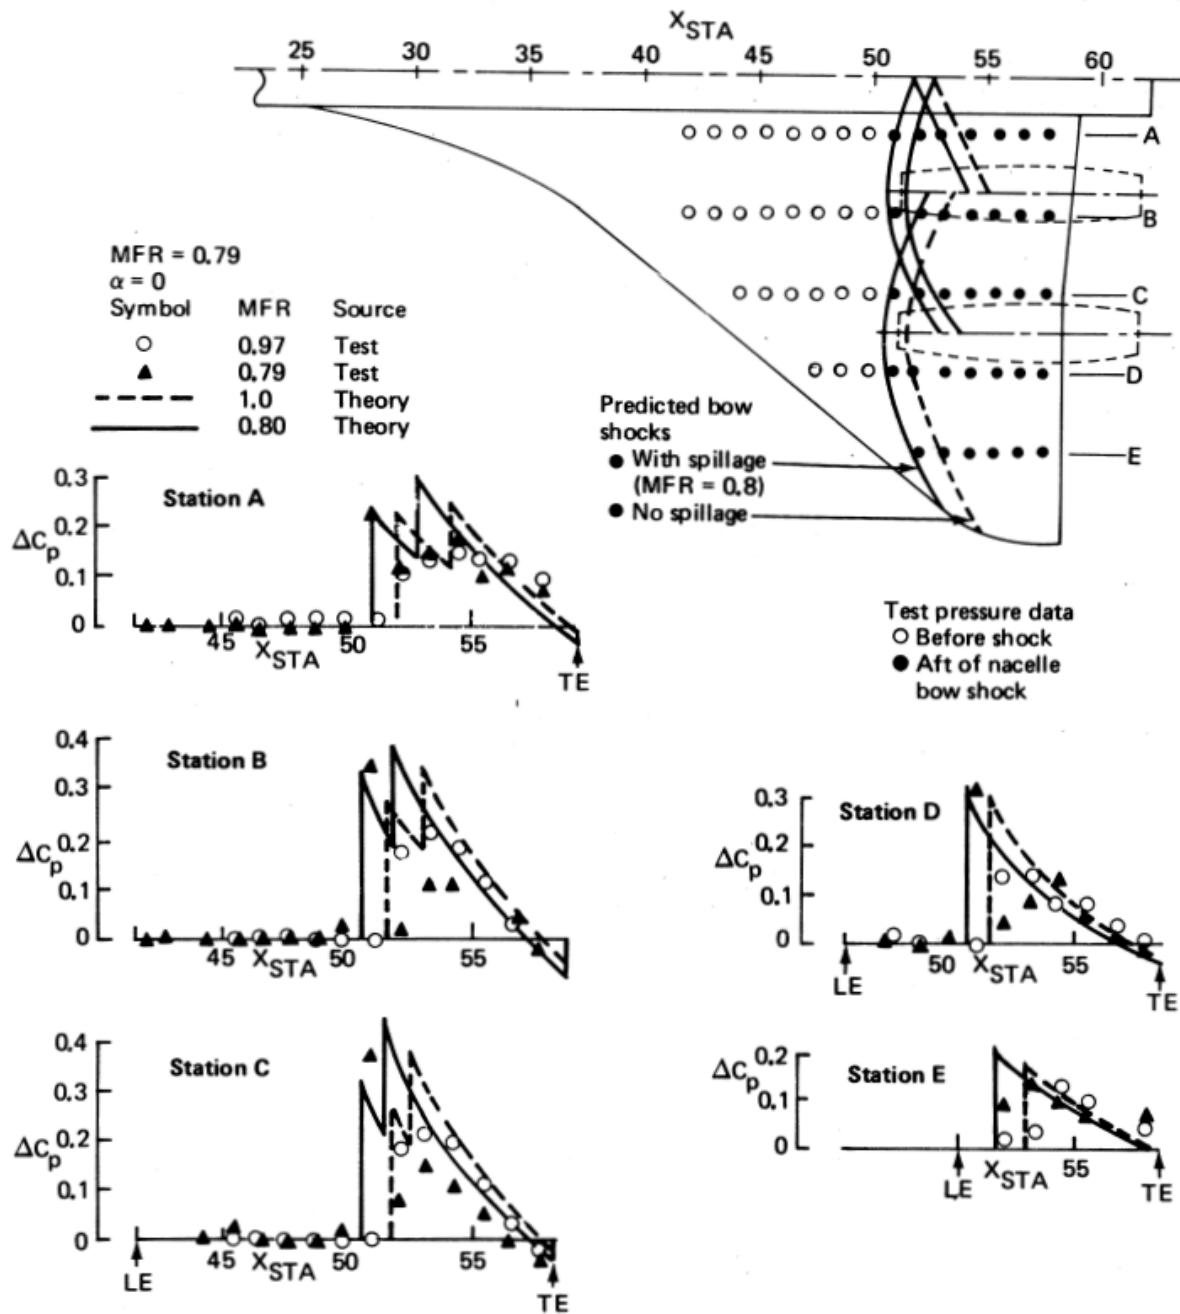 X_STA
25 30 35 40 45 50 55 60
A
B
C
D
E
MFR = 0.79
α = 0
Symbol MFR Source
0.97 Test
0.79 Test
1.0 Theory
0.80 Theory
Predicted bow
shocks
● With spillage
(MFR = 0.8)
● No spillage
Test pressure data
○ Before shock
● Aft of nacelle
bow shock
Station A
ΔCp
0.3
0.2
0.1
0
45 50 55
X_STA
TE
Station B
ΔCp
0.4
0.3
0.2
0.1
0
45 50 55
X_STA
Station C
ΔCp
0.4
0.3
0.2
0.1
0
45 50 55
X_STA
LE
TE
Station D
ΔCp
0.3
0.2
0.1
0
50 55
X_STA
LE
TE
Station E
ΔCp
0.2
0.1
0
55
X_STA
LE
TE